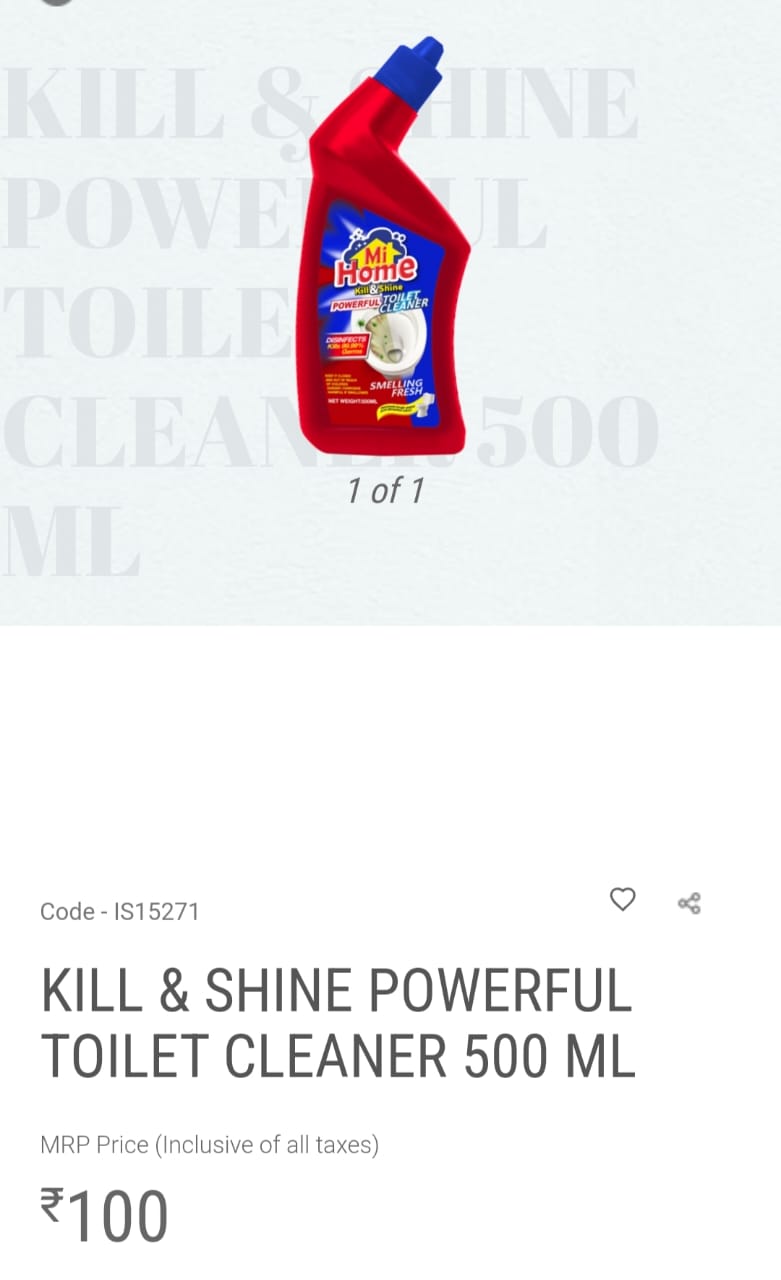 KILL & SHINE
POWERFUL
TOILET
CLEANER 500
ML
Mi
Home
Kill&Shine
POWERFUL TOILET
CLEANER
DISINFECTS
Kills 99.99%
Germs
SMELLING
FRESH
NET WEIGHT:500ML
1 of 1
Code - IS15271
KILL & SHINE POWERFUL
TOILET CLEANER 500 ML
MRP Price (Inclusive of all taxes)
₹100